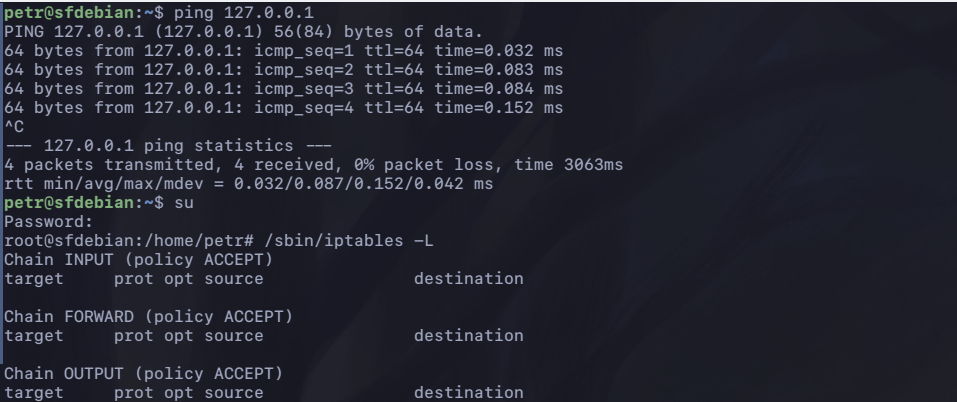 petr@sfdebian:~$ ping 127.0.0.1
PING 127.0.0.1 (127.0.0.1) 56(84) bytes of data.
64 bytes from 127.0.0.1: icmp_seq=1 ttl=64 time=0.032 ms
64 bytes from 127.0.0.1: icmp_seq=2 ttl=64 time=0.083 ms
64 bytes from 127.0.0.1: icmp_seq=3 ttl=64 time=0.084 ms
64 bytes from 127.0.0.1: icmp_seq=4 ttl=64 time=0.152 ms
^C
--- 127.0.0.1 ping statistics ---
4 packets transmitted, 4 received, 0% packet loss, time 3063ms
rtt min/avg/max/mdev = 0.032/0.087/0.152/0.042 ms
petr@sfdebian:~$ su
Password:
root@sfdebian:/home/petr# /sbin/iptables -L
Chain INPUT (policy ACCEPT)
target     prot opt source               destination
Chain FORWARD (policy ACCEPT)
target     prot opt source               destination
Chain OUTPUT (policy ACCEPT)
target     prot opt source               destination